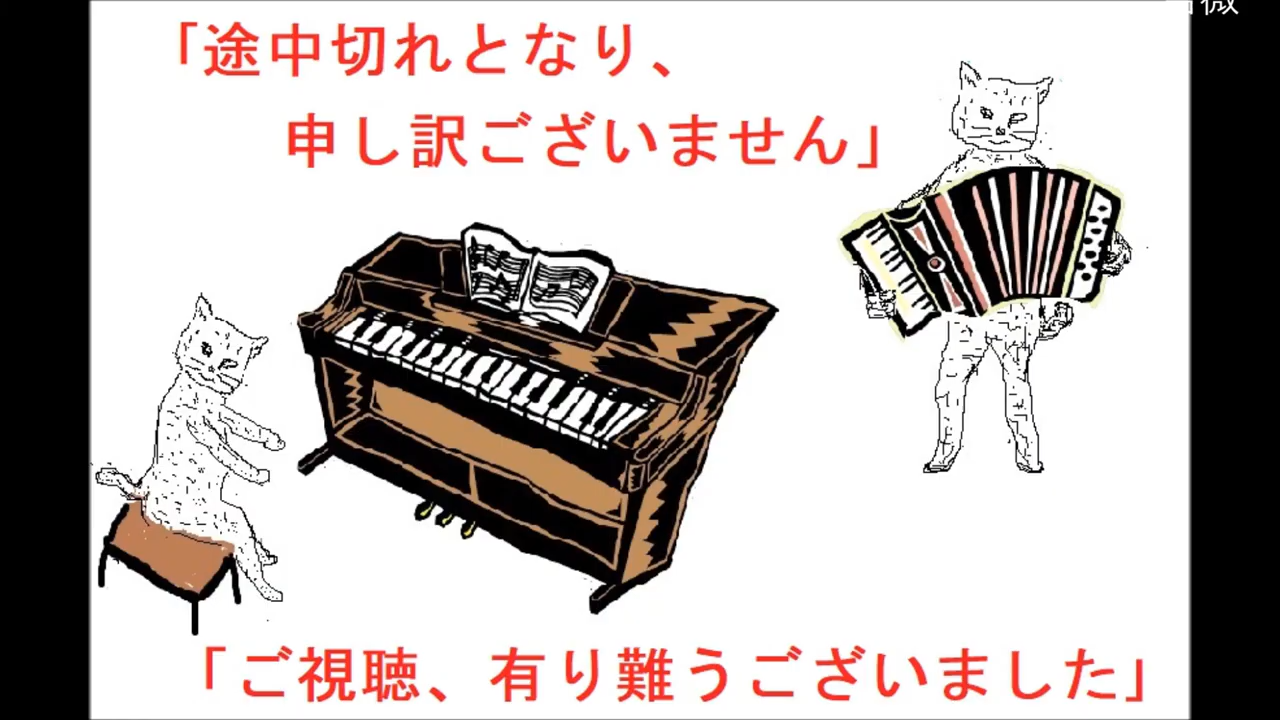 「途中切れとなり、
申し訳ございません」
「ご視聴、有り難うございました」